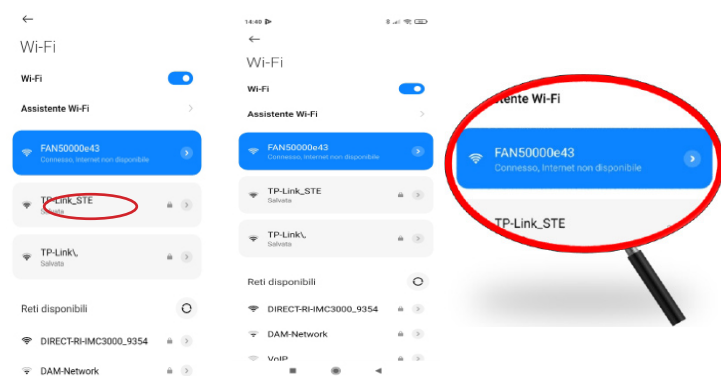 Wi-Fi
Wi-Fi
Assistente Wi-Fi
FAN50000e43
Connesso, Internet non disponibile
TP-Link_STE
Salvata
TP-Link\,
Salvata
Reti disponibili
DIRECT-RI-IMC3000_9354
DAM-Network
14:40
Wi-Fi
Wi-Fi
Assistente Wi-Fi
FAN50000e43
Connesso, Internet non disponibile
TP-Link_STE
Salvata
TP-Link\,
Salvata
Reti disponibili
DIRECT-RI-IMC3000_9354
DAM-Network
VoIP
stente Wi-Fi
FAN50000e43
Connesso, Internet non disponibile
TP-Link_STE